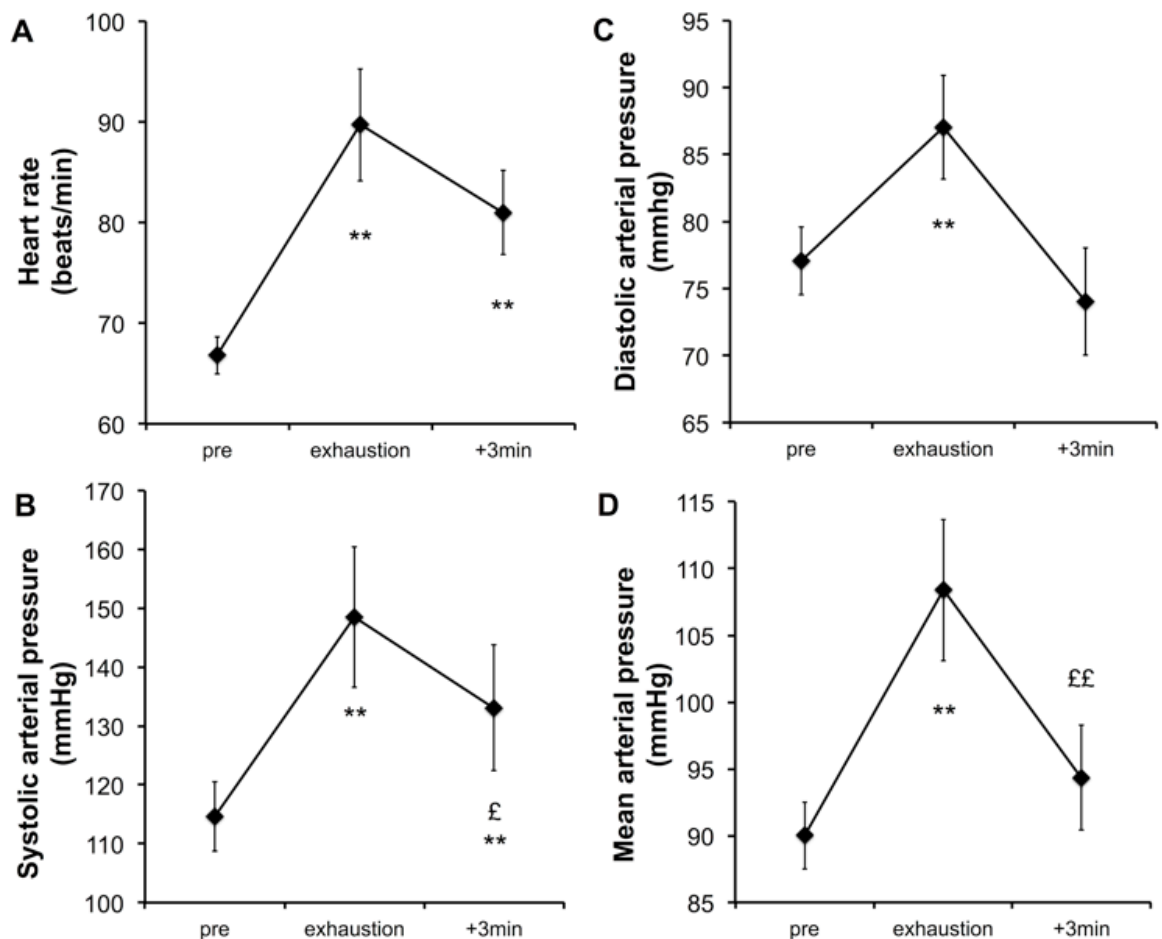 A
Heart rate
(beats/min)
100
90
80
70
60
**
**
pre exhaustion +3min
C
Diastolic arterial pressure
(mmhg)
95
90
85
80
75
70
65
**
pre exhaustion +3min
B
Systolic arterial pressure
(mmHg)
170
160
150
140
130
120
110
100
**
£
**
pre exhaustion +3min
D
Mean arterial pressure
(mmHg)
115
110
105
100
95
90
85
**
££
pre exhaustion +3min